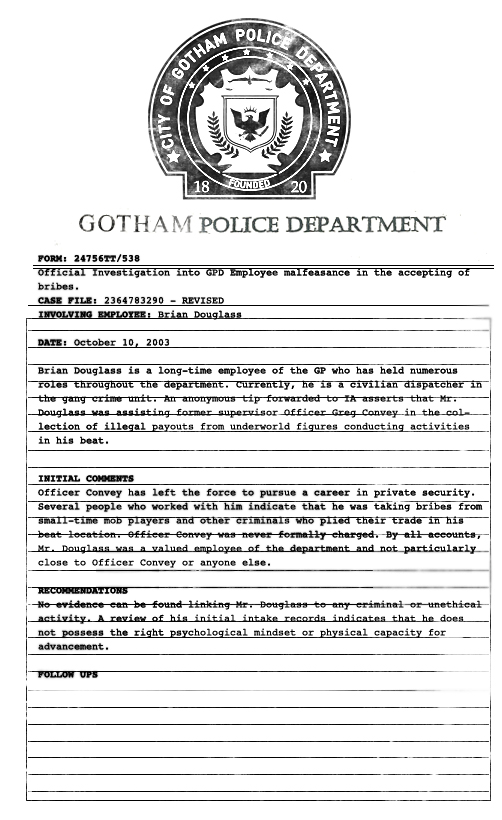 CITY OF GOTHAM POLICE DEPARTMENT
18 FOUNDED 20
GOTHAM POLICE DEPARTMENT
FORM: 24756TT/538
Official Investigation into GPD Employee malfeasance in the accepting of
bribes.
CASE FILE: 2364783290 - REVISED
INVOLVING EMPLOYEE: Brian Douglass
DATE: October 10, 2003
Brian Douglass is a long-time employee of the GP who has held numerous
roles throughout the department. Currently, he is a civilian dispatcher in
the gang crime unit. An anonymous tip forwarded to IA asserts that Mr.
Douglass was assisting former supervisor Officer Greg Convey in the col-
lection of illegal payouts from underworld figures conducting activities
in his beat.
INITIAL COMMENTS
Officer Convey has left the force to pursue a career in private security.
Several people who worked with him indicate that he was taking bribes from
small-time mob players and other criminals who plied their trade in his
beat location. Officer Convey was never formally charged. By all accounts,
Mr. Douglass was a valued employee of the department and not particularly
close to Officer Convey or anyone else.
RECOMMENDATIONS
No evidence can be found linking Mr. Douglass to any criminal or unethical
activity. A review of his initial intake records indicates that he does
not possess the right psychological mindset or physical capacity for
advancement.
FOLLOW UPS